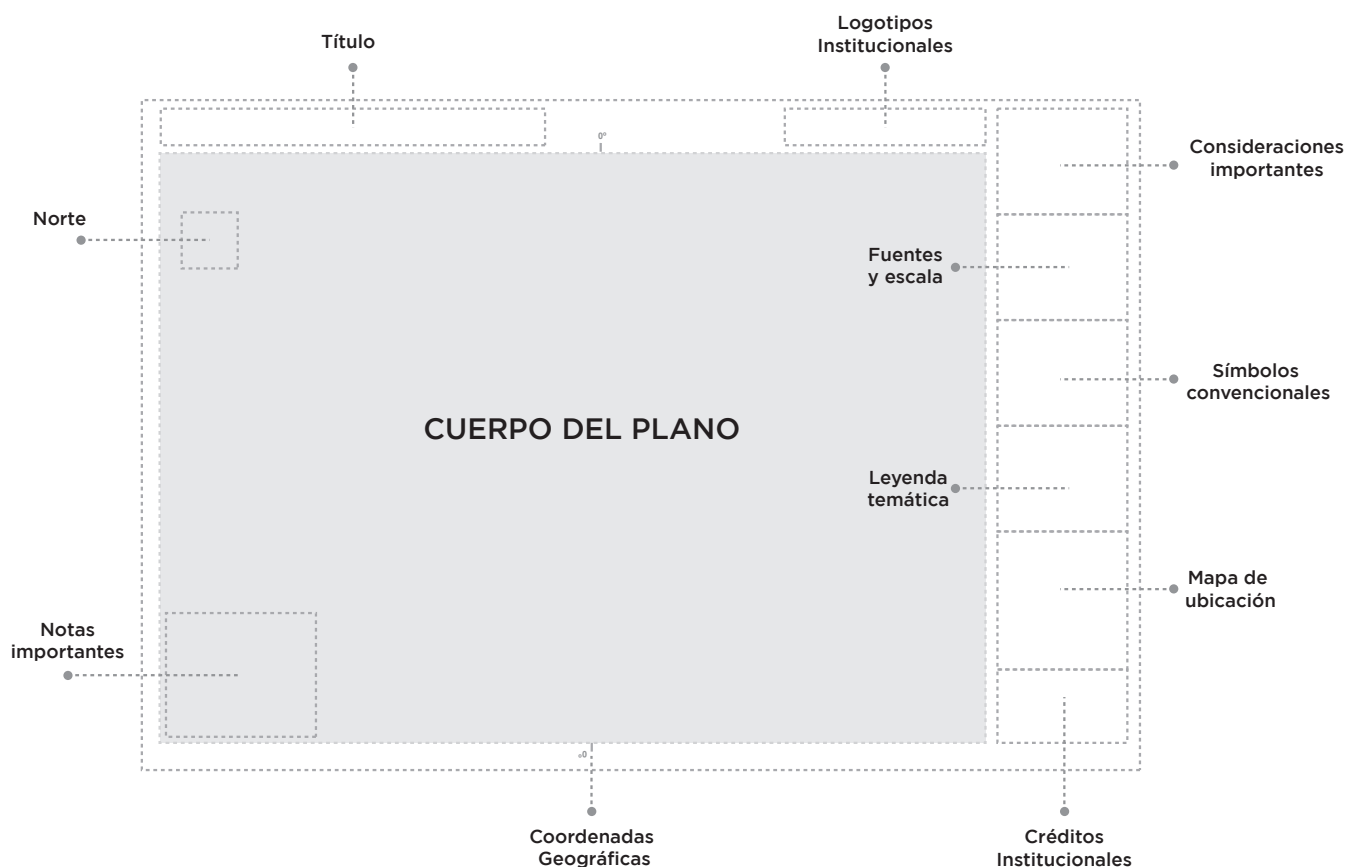 Título
Logotipos
Institucionales
0°
Consideraciones
importantes
Norte
Fuentes
y escala
Símbolos
convencionales
CUERPO DEL PLANO
Leyenda
temática
Mapa de
ubicación
Notas
importantes
0°
Coordenadas
Geográficas
Créditos
Institucionales